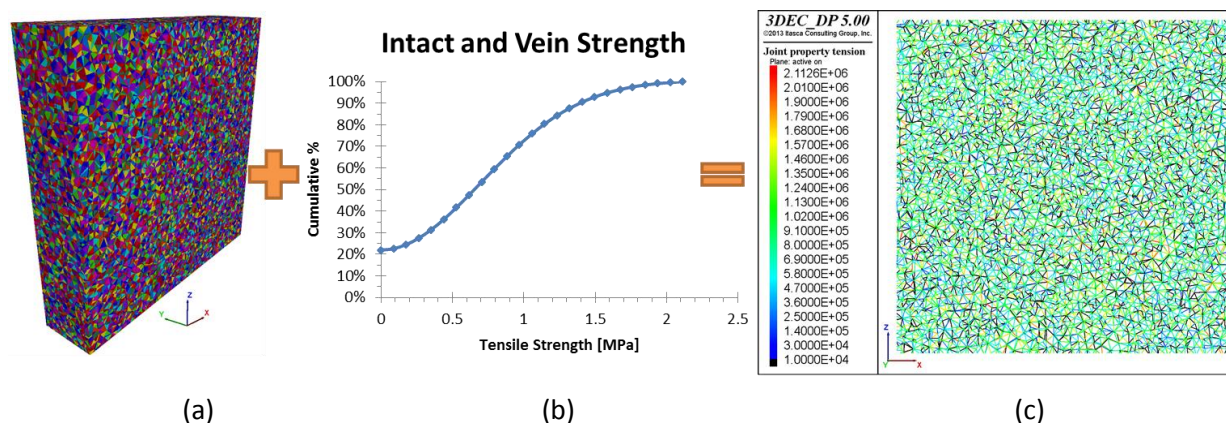 Intact and Vein Strength
100%
90%
80%
70%
60%
50%
40%
30%
20%
10%
0%
Cumulative %
0 0.5 1 1.5 2 2.5
Tensile Strength [MPa]
Z
Y X
3DEC_DP 5.00
©2013 Itasca Consulting Group, Inc.
Joint property tension
Plane: active on
2.1126E+06
2.0100E+06
1.9000E+06
1.7900E+06
1.6800E+06
1.5700E+06
1.4600E+06
1.3500E+06
1.2400E+06
1.1300E+06
1.0200E+06
9.1000E+05
8.0000E+05
6.9000E+05
5.8000E+05
4.7000E+05
3.6000E+05
2.5000E+05
1.4000E+05
3.0000E+04
1.0000E+04
Z
Y X
(a) (b) (c)